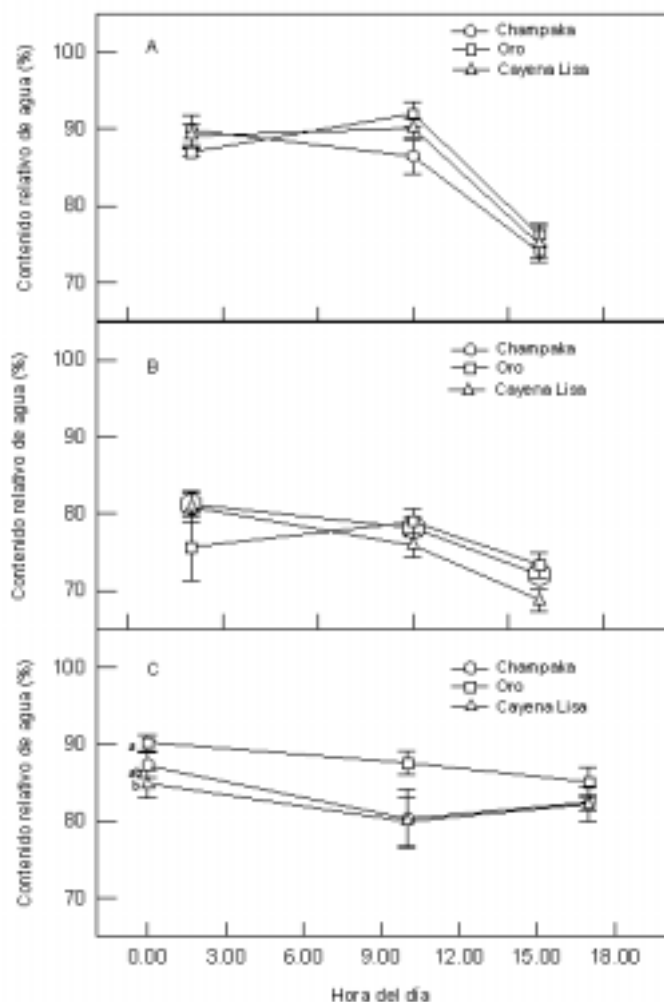 A
Champaka
Oro
Cayena Lisa
Contenido relativo de agua (%)
100
90
80
70
B
Champaka
Oro
Cayena Lisa
Contenido relativo de agua (%)
100
90
80
70
C
Champaka
Oro
Cayena Lisa
Contenido relativo de agua (%)
100
90
80
70
a
ab
b
0.00 3.00 6.00 9.00 12.00 15.00 18.00
Hora del día